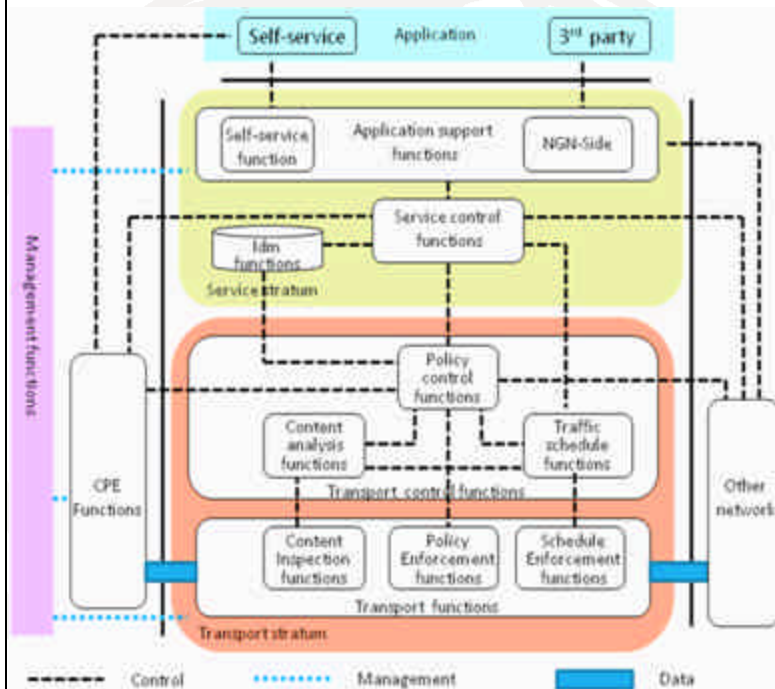 Self-service
Application
3rd party
Self-service
function
Application support
functions
NGN-Side
Service control
functions
Idm
functions
Service stratum
Management functions
Policy
control
functions
Content
analysis
functions
Traffic
schedule
functions
Transport control functions
CPE
Functions
Other
network
Content
Inspection
functions
Policy
Enforcement
functions
Schedule
Enforcement
functions
Transport functions
Transport stratum
Control
Management
Data